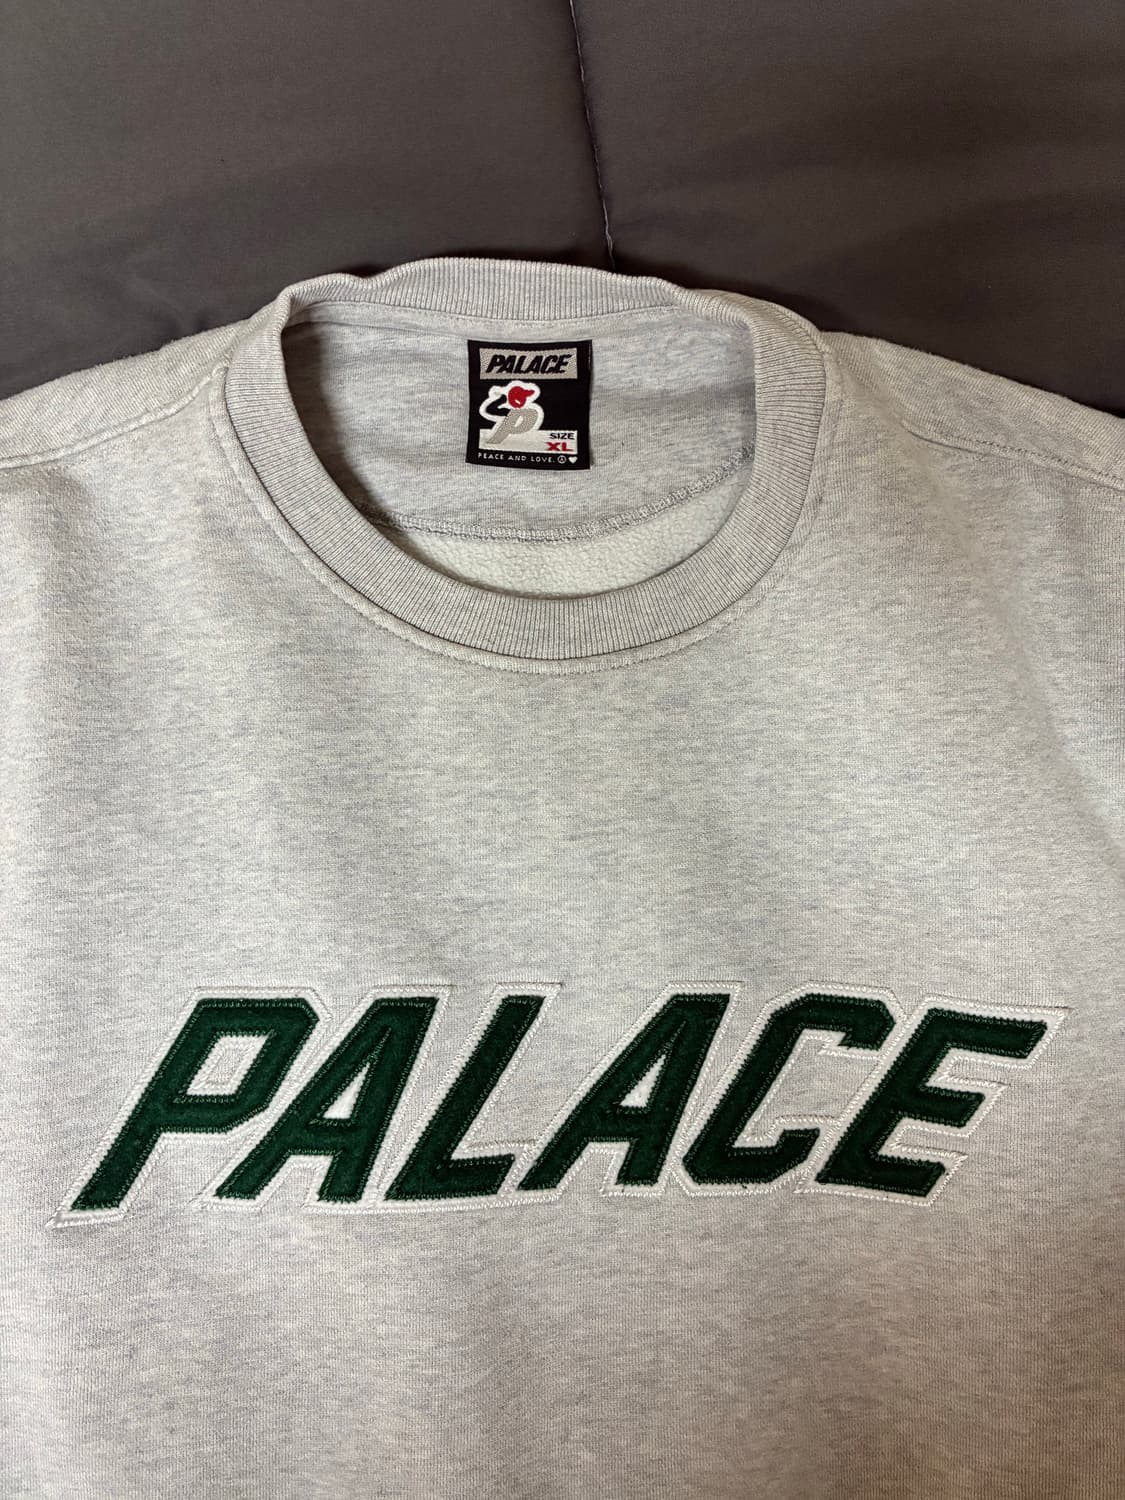 PALACE
P
SIZE
XL
PEACE AND LOVE.
PALACE